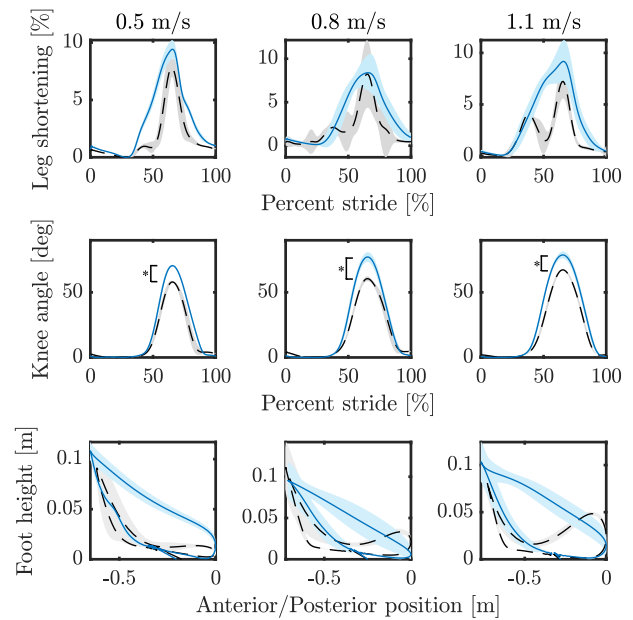 0.5 m/s 0.8 m/s 1.1 m/s
Leg shortening [%]
10 10 10
5 5 5
0 0 0
0 50 100 0 50 100 0 50 100
Percent stride [%] Percent stride [%]
Knee angle [deg]
50 50 50
* * *
0 0 0
0 50 100 0 50 100 0 50 100
Percent stride [%] Percent stride [%]
Foot height [m]
0.1 0.1 0.1
0.05 0.05 0.05
0 0 0
-0.5 0 -0.5 0 -0.5 0
Anterior/Posterior position [m]